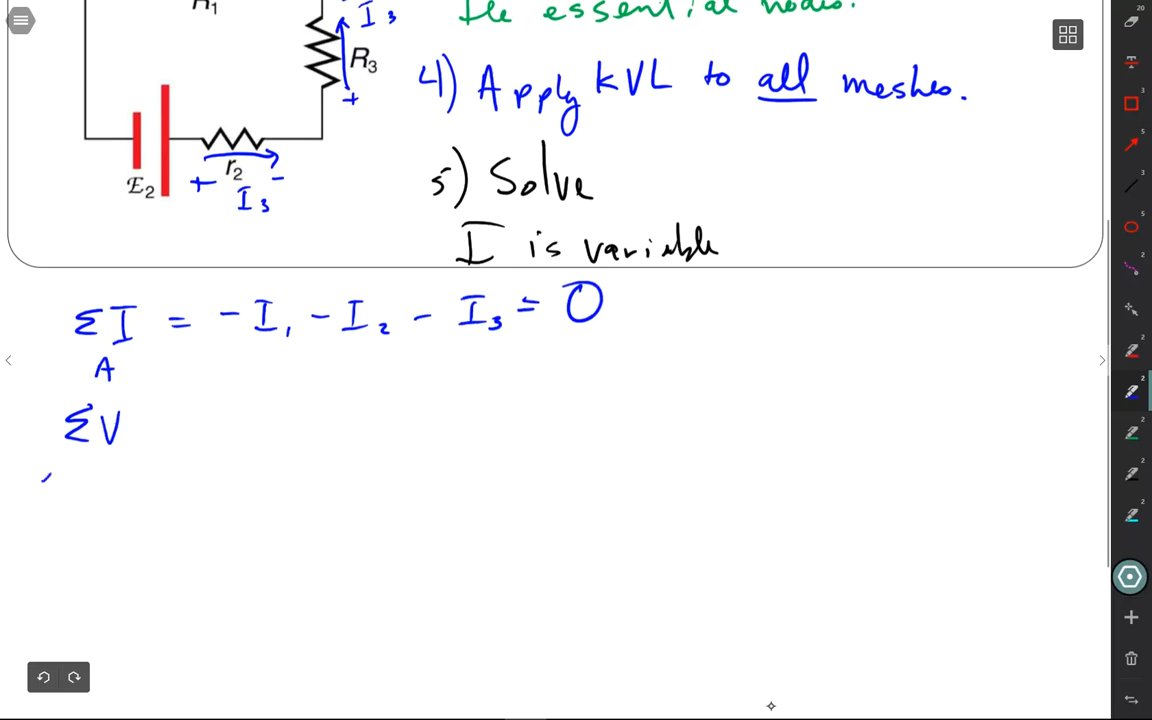 R1
I3
the essential nodes.
R3
+
4) Apply KVL to all meshes.
r2
+ -
I3
E2
5) Solve
I is variable
ΣI = - I1 - I2 - I3 = 0
A
ΣV